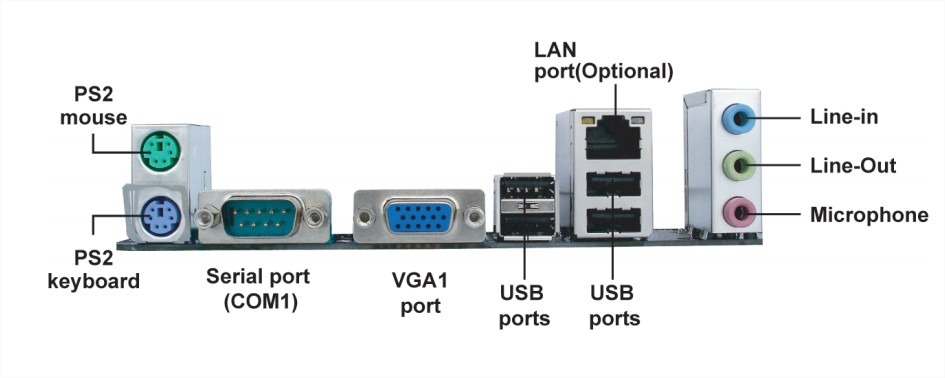 LAN
port(Optional)
PS2
mouse
Line-in
Line-Out
Microphone
PS2
keyboard
Serial port
(COM1)
VGA1
port
USB
ports
USB
ports